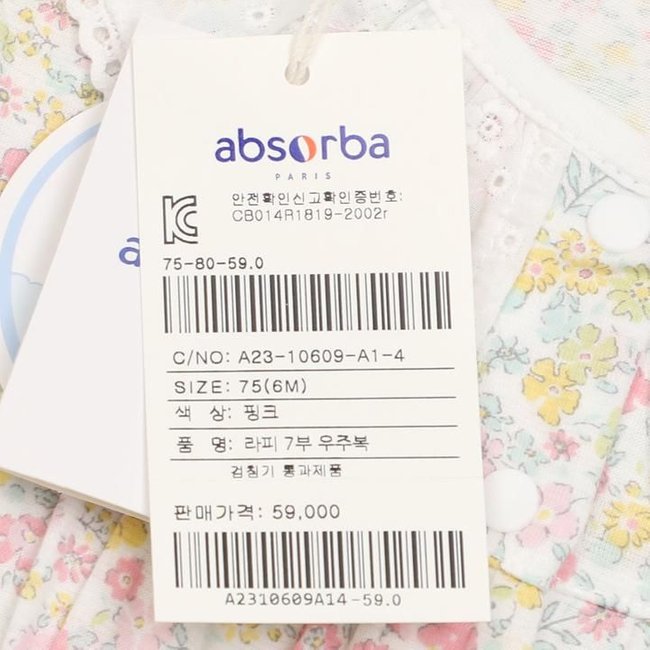 absorba
PARIS
안전확인신고확인증번호:
CB014R1819-2002r
75-80-59.0
C/NO: A23-10609-A1-4
SIZE: 75(6M)
색 상: 핑크
품 명: 라피 7부 우주복
검침기 통과제품
판매가격: 59,000
A2310609A14-59.0
a